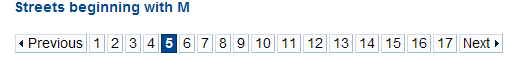 Streets beginning with M
Previous 1 2 3 4 5 6 7 8 9 10 11 12 13 14 15 16 17 Next